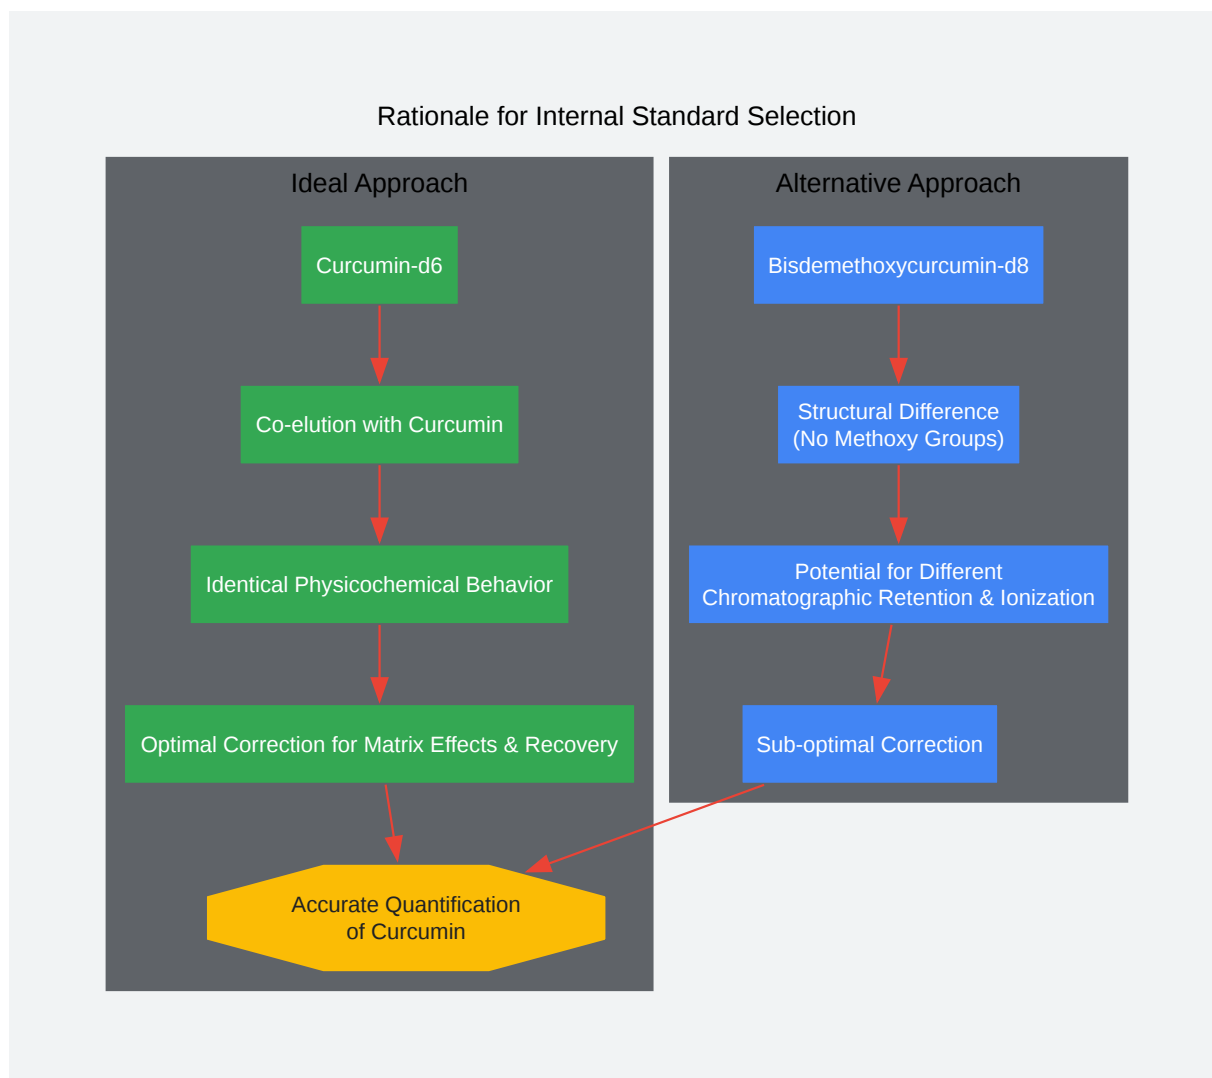 Rationale for Internal Standard Selection
Ideal Approach
Curcumin-d6
Co-elution with Curcumin
Identical Physicochemical Behavior
Optimal Correction for Matrix Effects & Recovery
Accurate Quantification
of Curcumin
Alternative Approach
Bisdemethoxycurcumin-d8
Structural Difference
(No Methoxy Groups)
Potential for Different
Chromatographic Retention & Ionization
Sub-optimal Correction